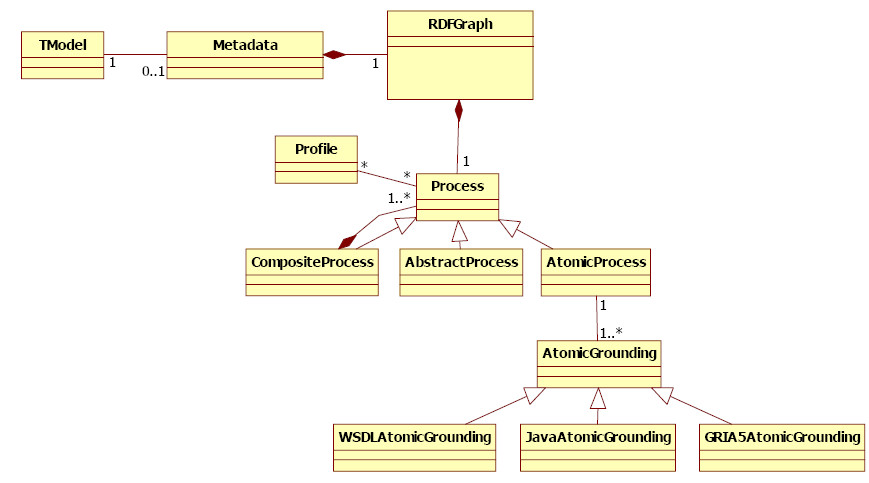 RDFGraph
TModel
Metadata
1
0..1
1
1
Profile
*
*
Process
1..*
CompositeProcess
AbstractProcess
AtomicProcess
1
1..*
AtomicGrounding
WSDLAtomicGrounding
JavaAtomicGrounding
GRIA5AtomicGrounding